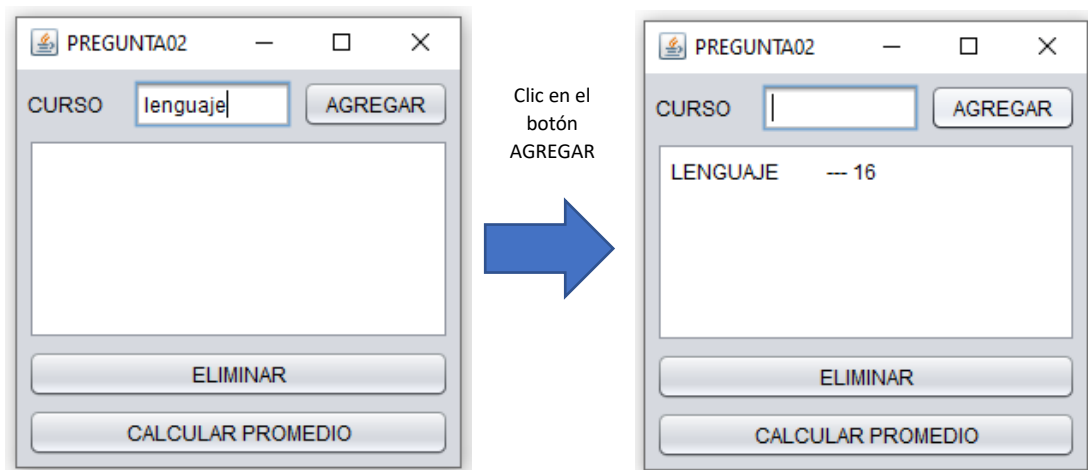 PREGUNTA02
CURSO lenguaje AGREGAR
ELIMINAR
CALCULAR PROMEDIO
Clic en el
botón
AGREGAR
PREGUNTA02
CURSO AGREGAR
LENGUAJE --- 16
ELIMINAR
CALCULAR PROMEDIO